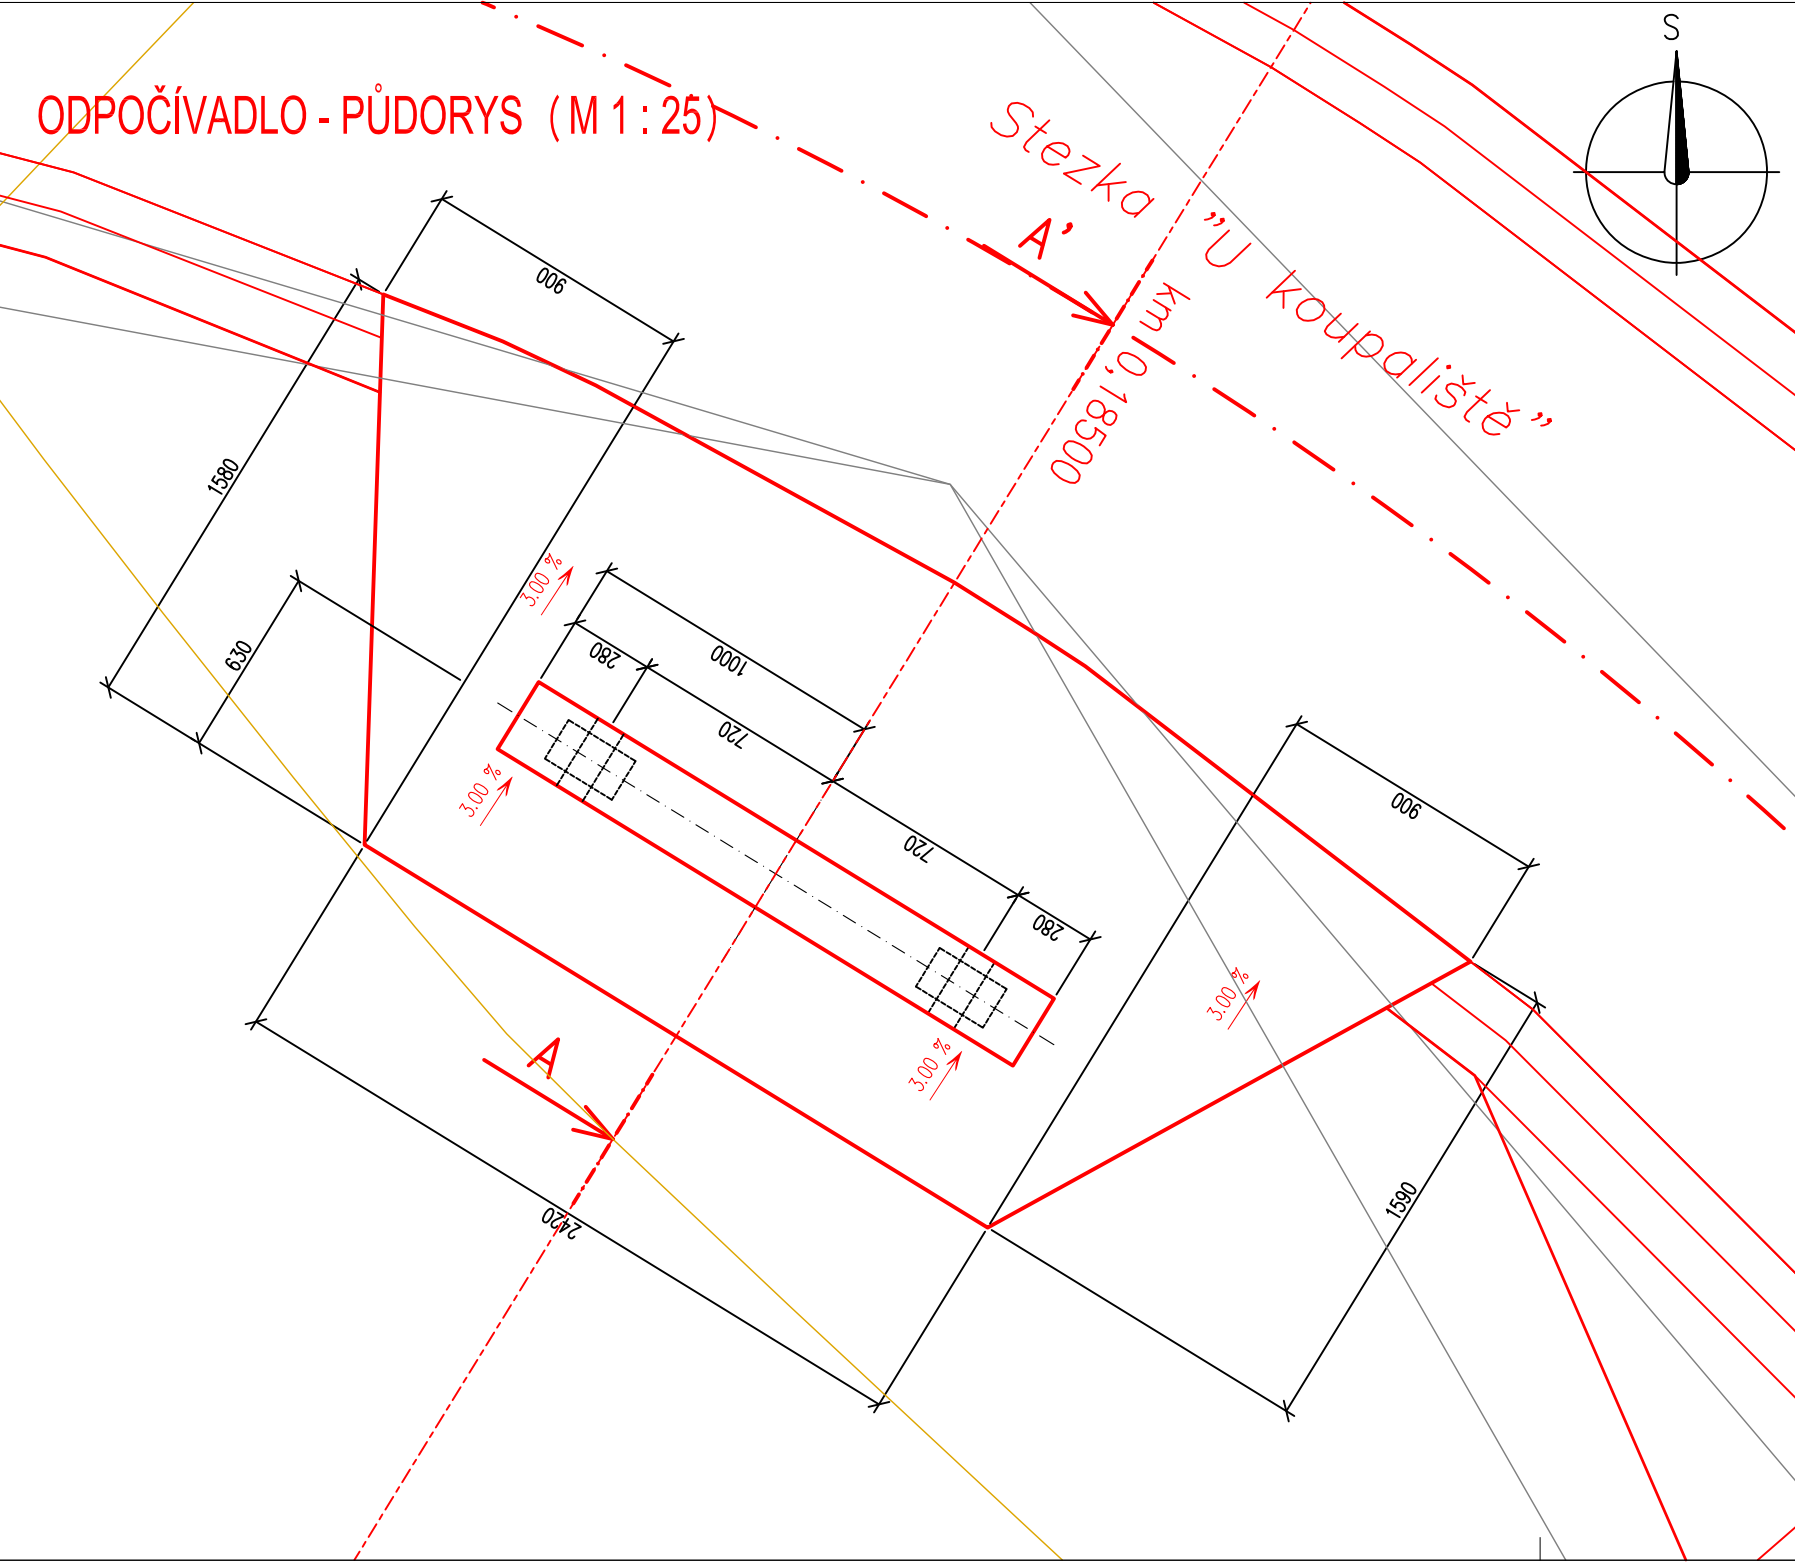 S
ODPOČÍVADLO - PŮDORYS ( M 1 : 25)
Stezka "U koupaliště"
A'
km 0,18500
900
1580
630
3.00 %
280
1000
720
3.00 %
720
280
900
3.00 %
3.00 %
A
1590
2420